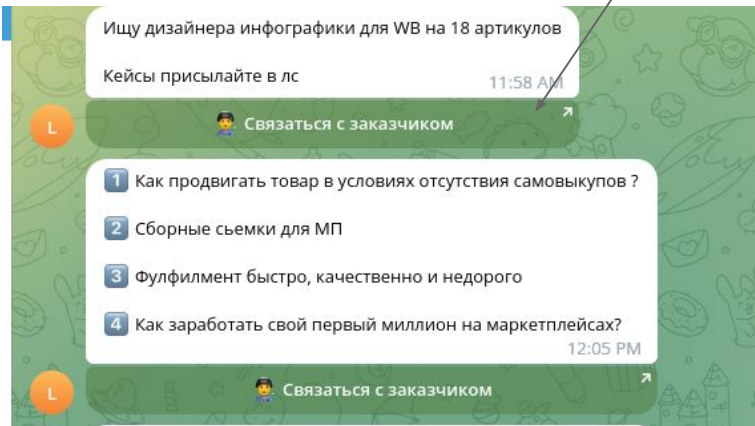 Ищу дизайнера инфографики для WB на 18 артикулов
Кейсы присылайте в лс
11:58 AM
L
Связаться с заказчиком
1 Как продвигать товар в условиях отсутствия самовыкупов ?
2 Сборные сьемки для МП
3 Фулфилмент быстро, качественно и недорого
4 Как заработать свой первый миллион на маркетплейсах?
12:05 PM
L
Связаться с заказчиком